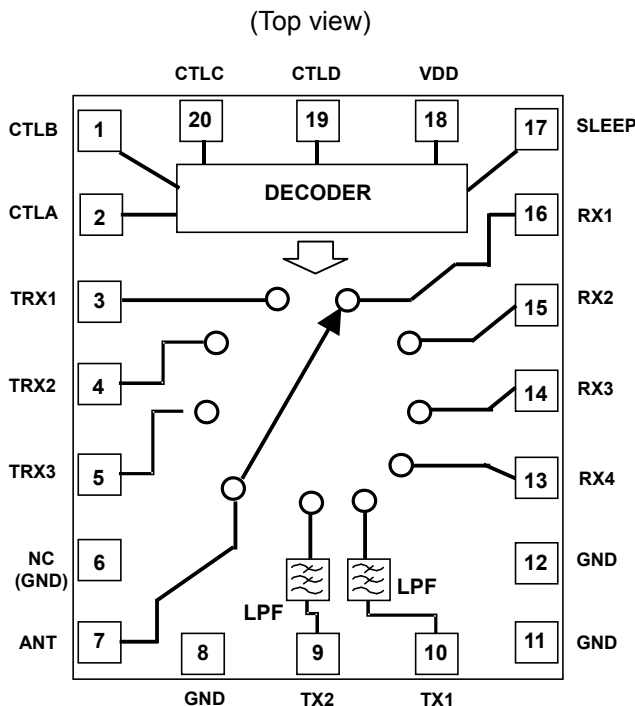 (Top view)
CTLC CTLD VDD
CTLB 1 20 19 18 17 SLEEP
DECODER
CTLA 2 16 RX1
TRX1 3 15 RX2
TRX2 4 14 RX3
TRX3 5 13 RX4
NC
(GND) 6 12 GND
LPF
LPF
ANT 7 8 9 10 11 GND
GND TX2 TX1